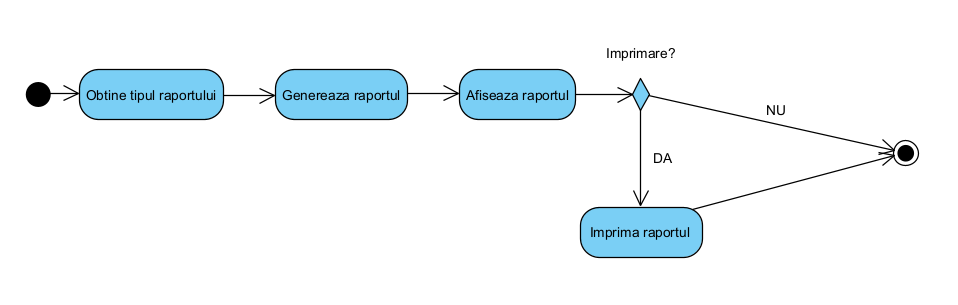 Imprimare?
Obtine tipul raportului
Genereaza raportul
Afiseaza raportul
NU
DA
Imprima raportul